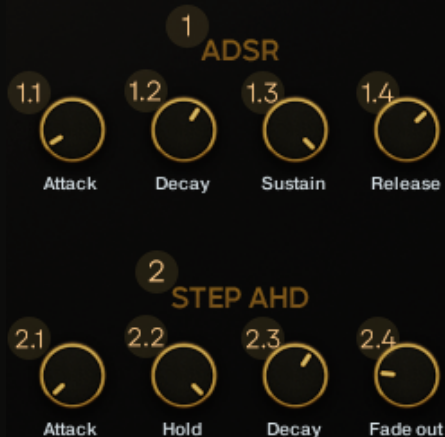 1
ADSR
1.1 1.2 1.3 1.4
Attack Decay Sustain Release
2
STEP AHD
2.1 2.2 2.3 2.4
Attack Hold Decay Fade out